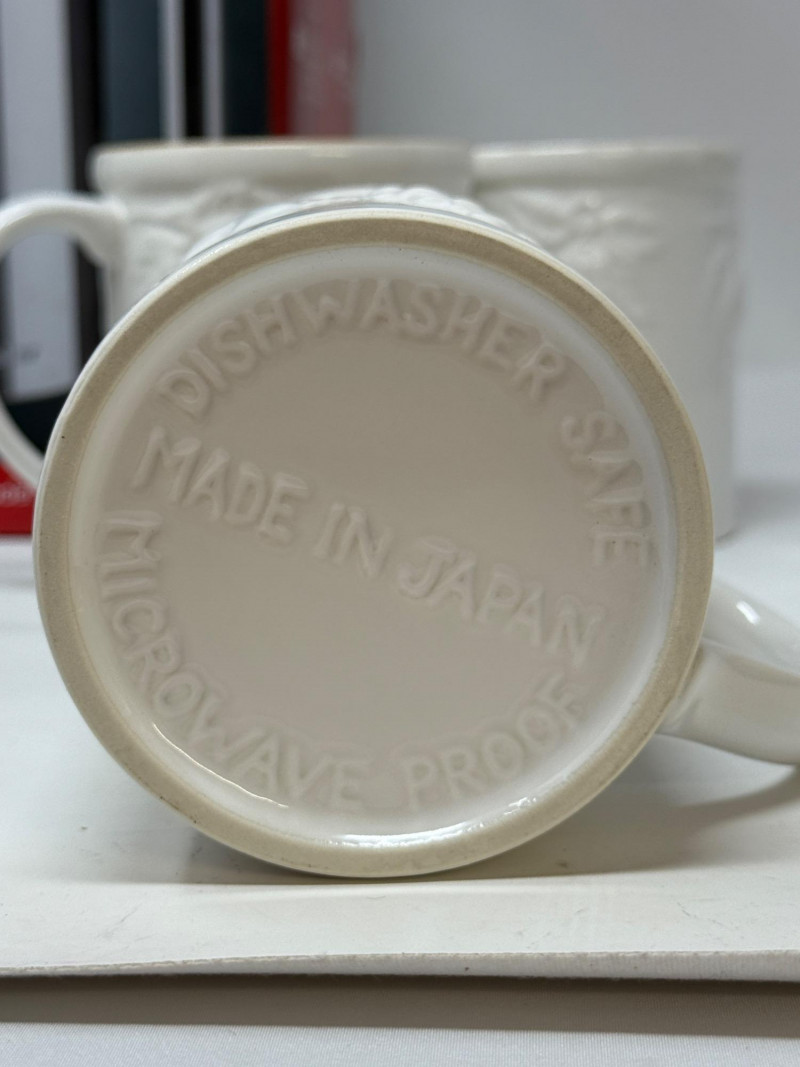 DISHWASHER SAFE
MADE IN JAPAN
MICROWAVE PROOF